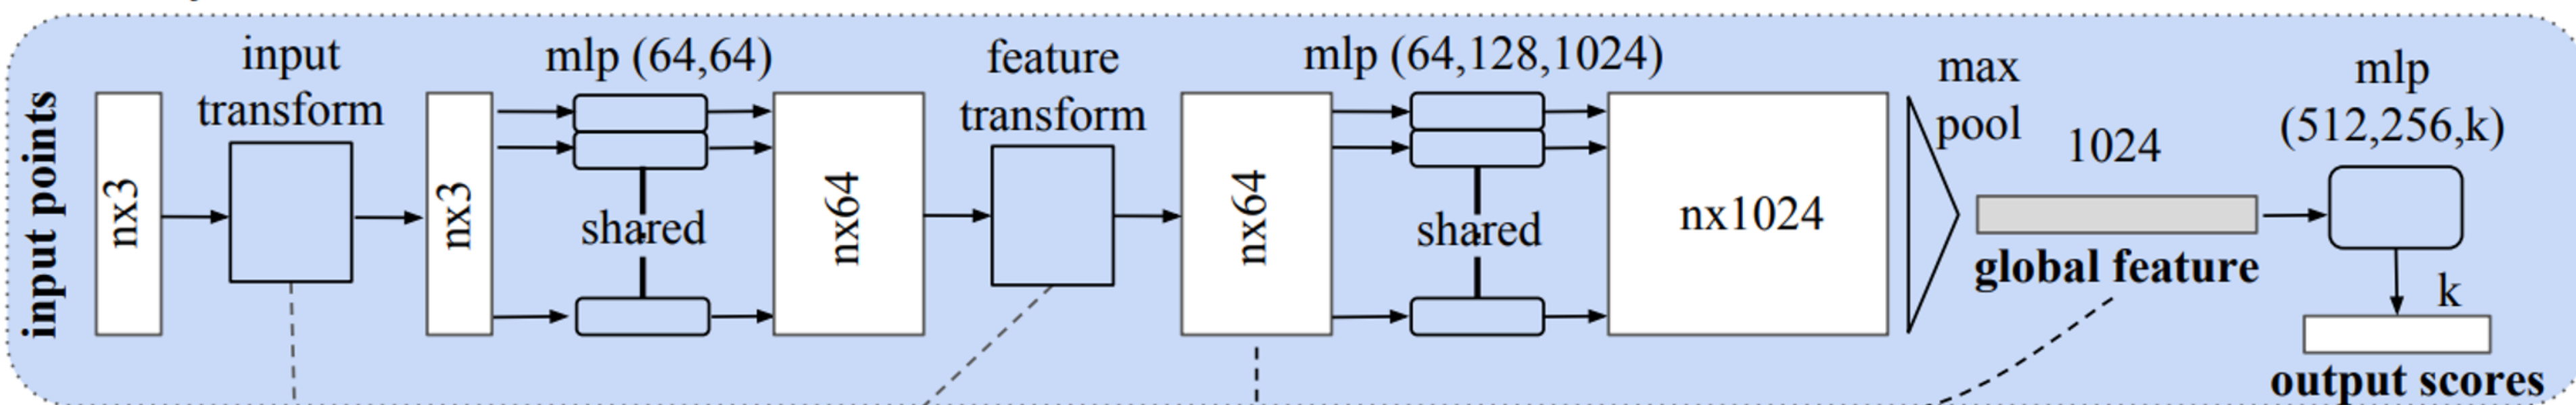 input points
nx3
input
transform
nx3
mlp (64,64)
shared
nx64
feature
transform
nx64
mlp (64,128,1024)
shared
nx1024
max
pool
1024
global feature
mlp
(512,256,k)
k
output scores